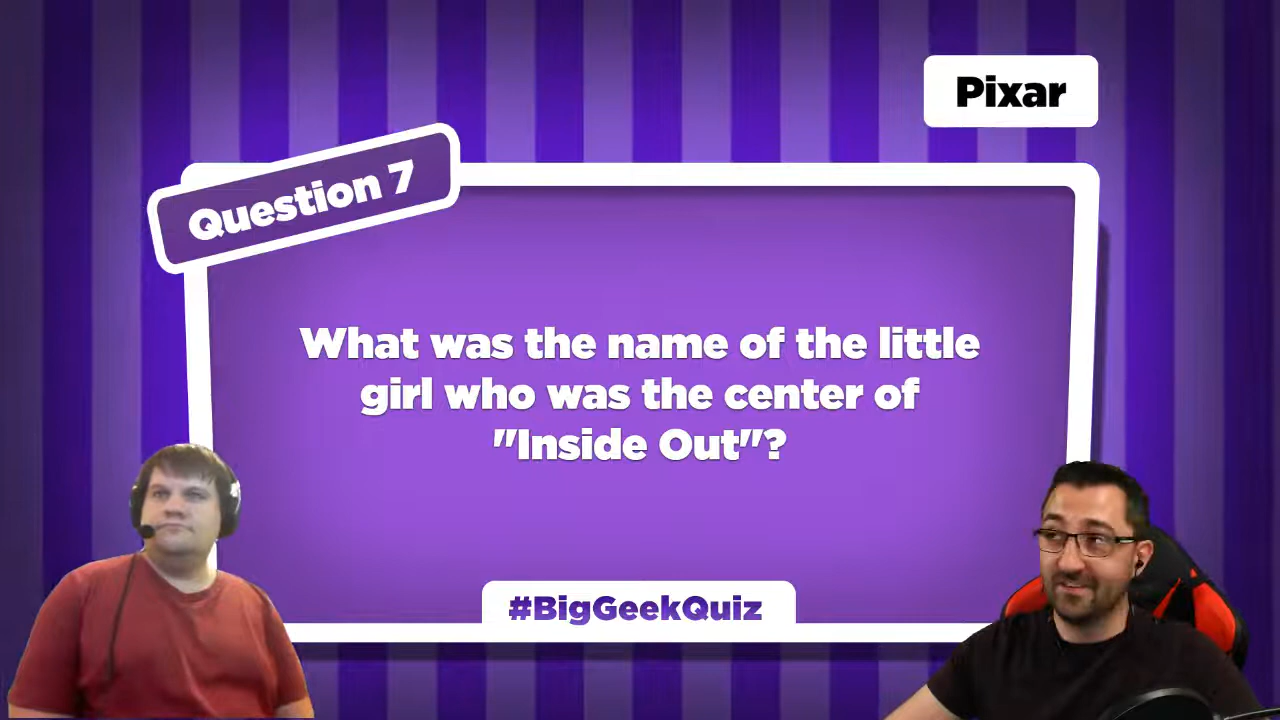 Pixar
Question 7
What was the name of the little
girl who was the center of
"Inside Out"?
#BigGeekQuiz